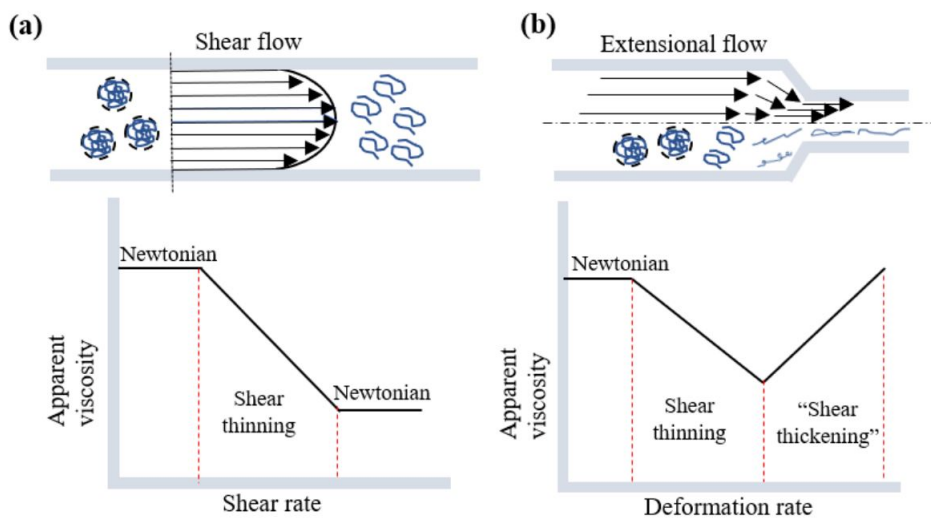 (a)
Shear flow
Newtonian
Newtonian
Shear
thinning
Apparent
viscosity
Shear rate
(b)
Extensional flow
Newtonian
Shear
thinning
“Shear
thickening”
Apparent
viscosity
Deformation rate